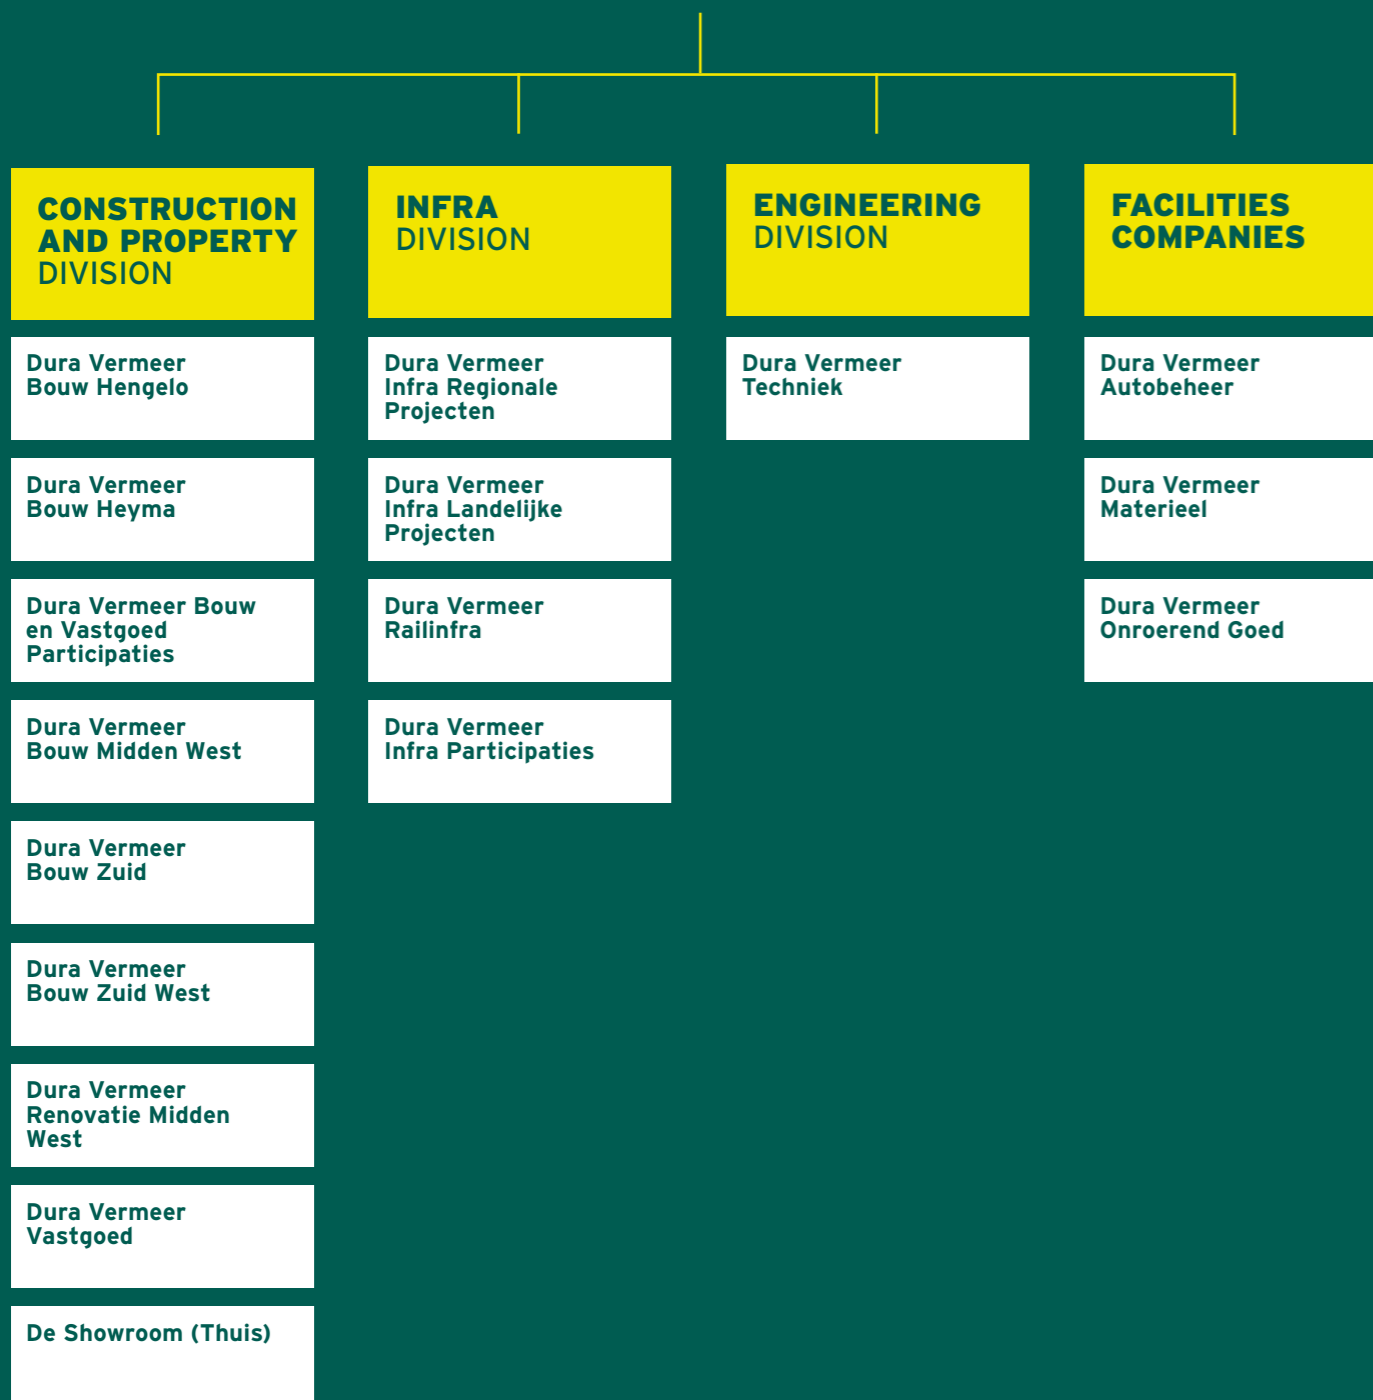 CONSTRUCTION
AND PROPERTY
DIVISION
Dura Vermeer
Bouw Hengelo
Dura Vermeer
Bouw Heyma
Dura Vermeer Bouw
en Vastgoed
Participaties
Dura Vermeer
Bouw Midden West
Dura Vermeer
Bouw Zuid
Dura Vermeer
Bouw Zuid West
Dura Vermeer
Renovatie Midden
West
Dura Vermeer
Vastgoed
De Showroom (Thuis)
INFRA
DIVISION
Dura Vermeer
Infra Regionale
Projecten
Dura Vermeer
Infra Landelijke
Projecten
Dura Vermeer
Railinfra
Dura Vermeer
Infra Participaties
ENGINEERING
DIVISION
Dura Vermeer
Techniek
FACILITIES
COMPANIES
Dura Vermeer
Autobeheer
Dura Vermeer
Materieel
Dura Vermeer
Onroerend Goed